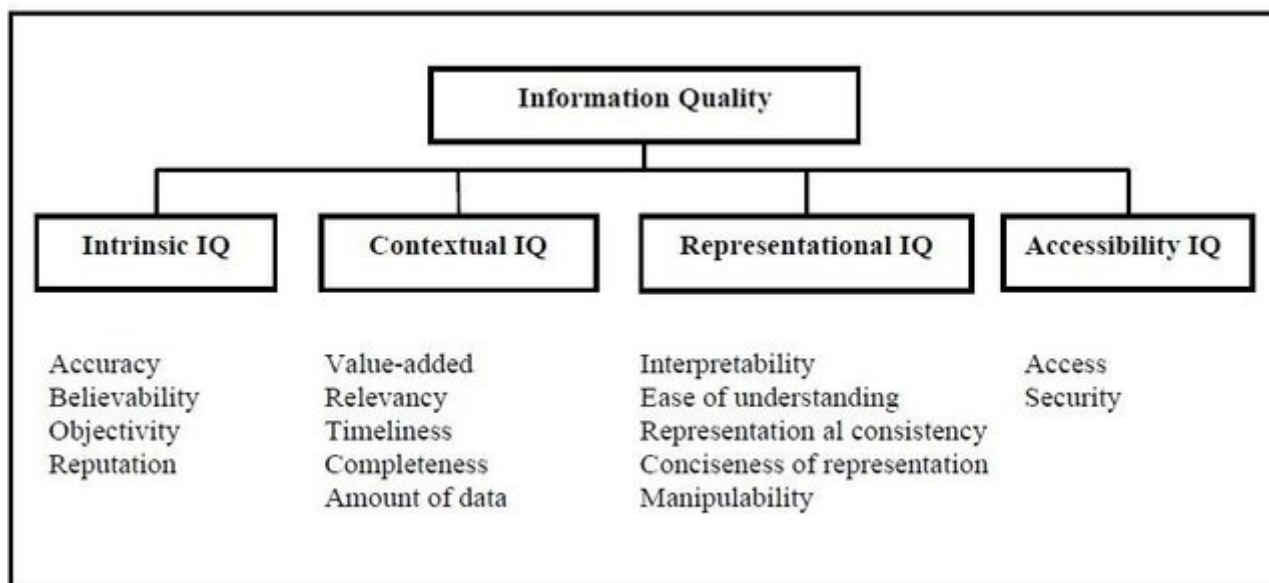 Information Quality
Intrinsic IQ
Contextual IQ
Representational IQ
Accessibility IQ
Accuracy
Believability
Objectivity
Reputation
Value-added
Relevancy
Timeliness
Completeness
Amount of data
Interpretability
Ease of understanding
Representation al consistency
Conciseness of representation
Manipulability
Access
Security